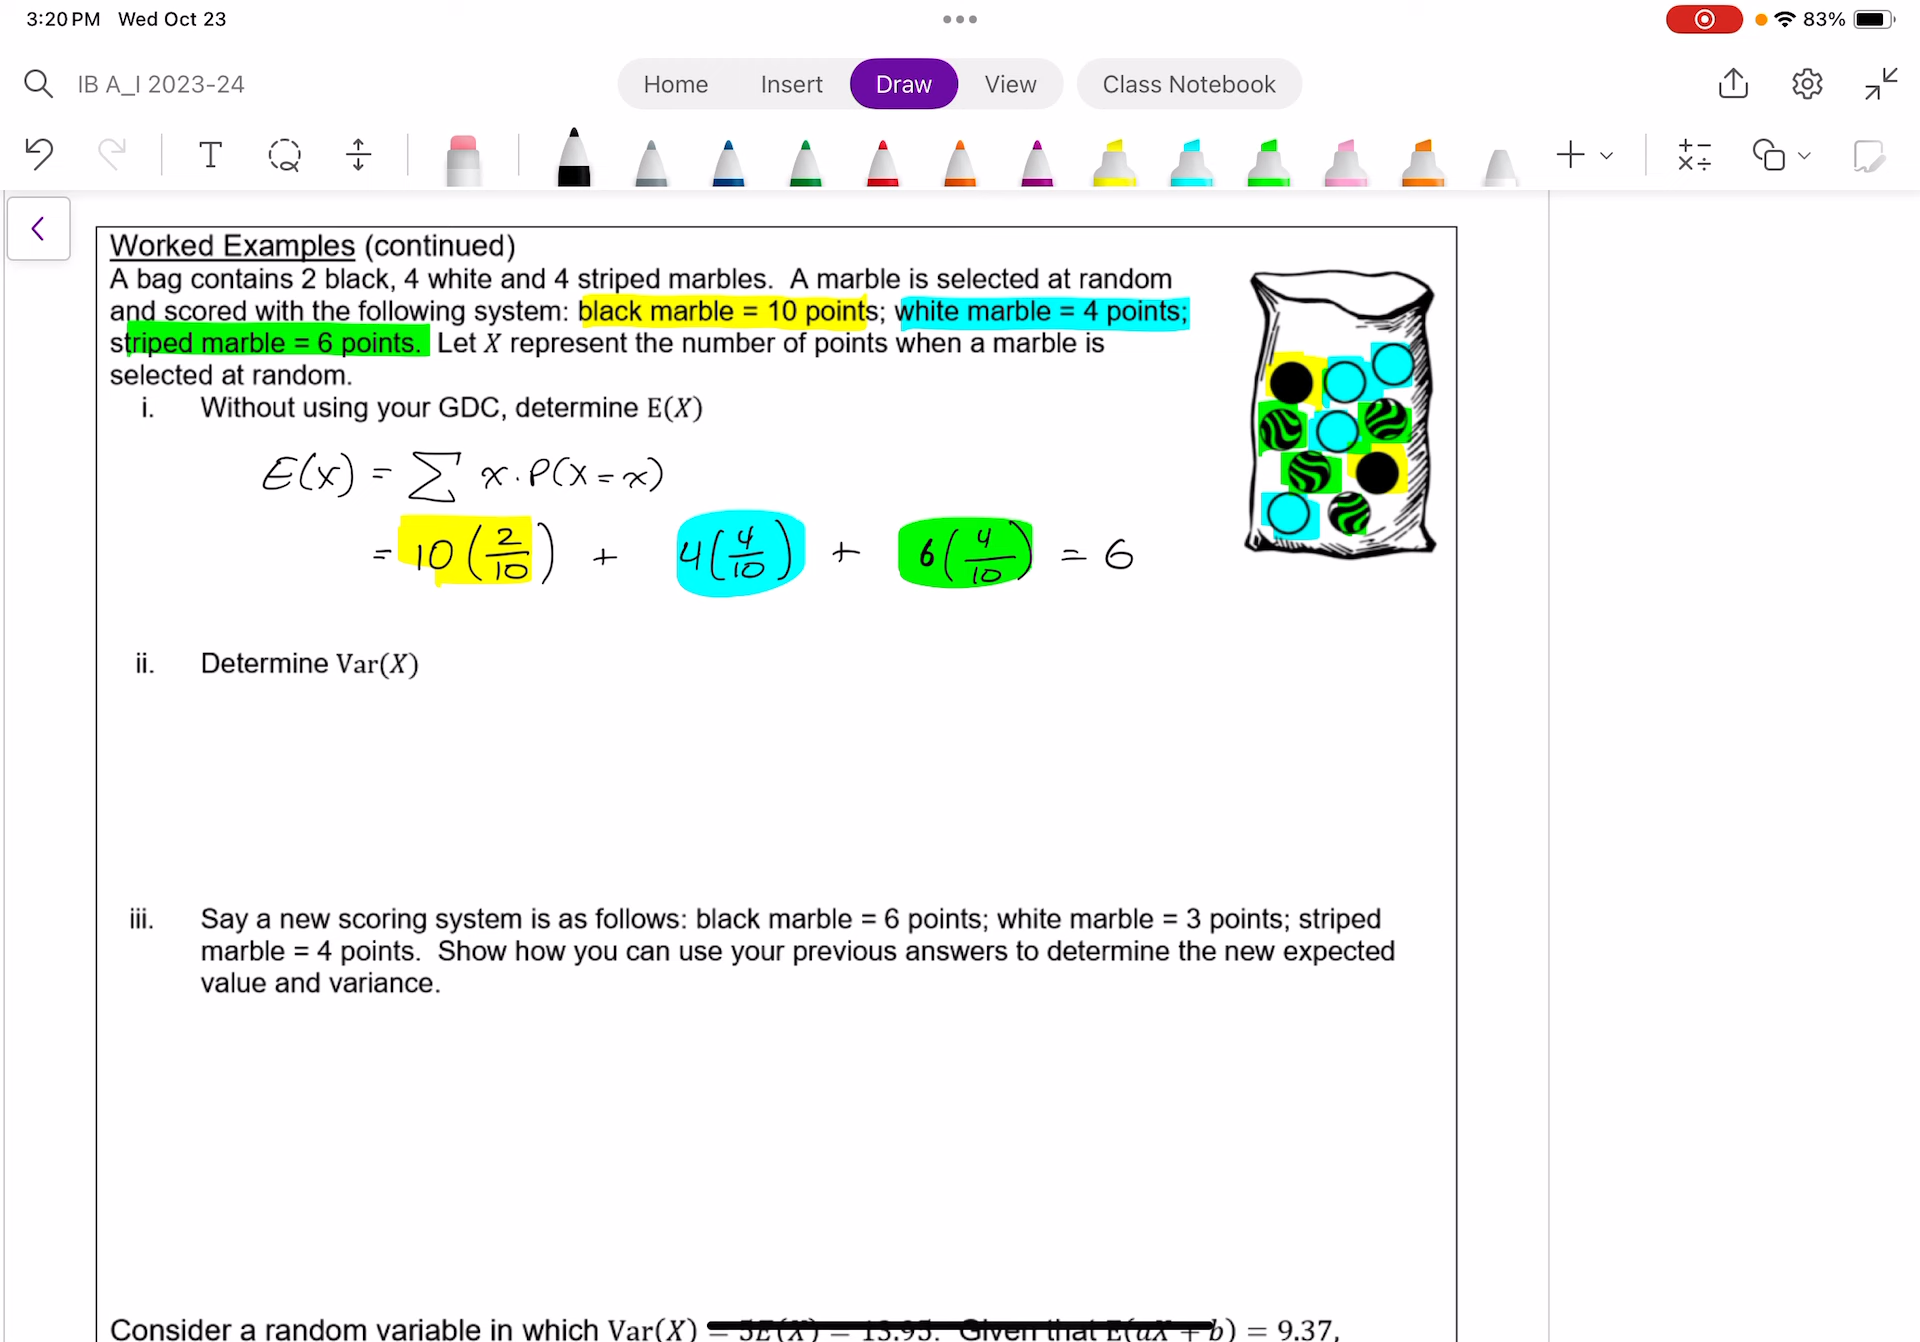 3:20 PM Wed Oct 23
83%
IB A_I 2023-24
Home Insert Draw View Class Notebook
Worked Examples (continued)
A bag contains 2 black, 4 white and 4 striped marbles. A marble is selected at random
and scored with the following system: black marble = 10 points; white marble = 4 points;
striped marble = 6 points. Let X represent the number of points when a marble is
selected at random.
i. Without using your GDC, determine E(X)
E(X) = ∑ x · P(X = x)
= 10 (2/10) + 4(4/10) + 6(4/10) = 6
ii. Determine Var(X)
iii. Say a new scoring system is as follows: black marble = 6 points; white marble = 3 points; striped
marble = 4 points. Show how you can use your previous answers to determine the new expected
value and variance.
Consider a random variable in which Var(X) = 3E(X) = 13.95. Given that E(aX + b) = 9.37,